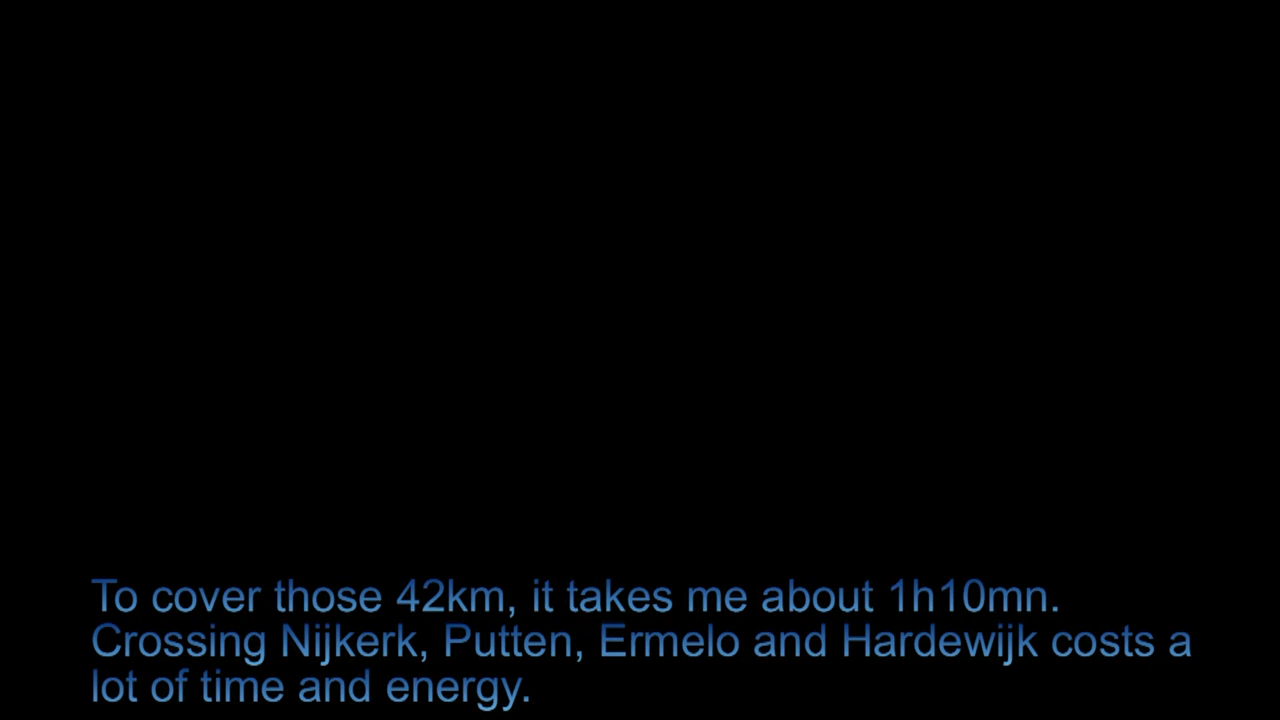 To cover those 42km, it takes me about 1h10mn.
Crossing Nijkerk, Putten, Ermelo and Hardewijk costs a
lot of time and energy.